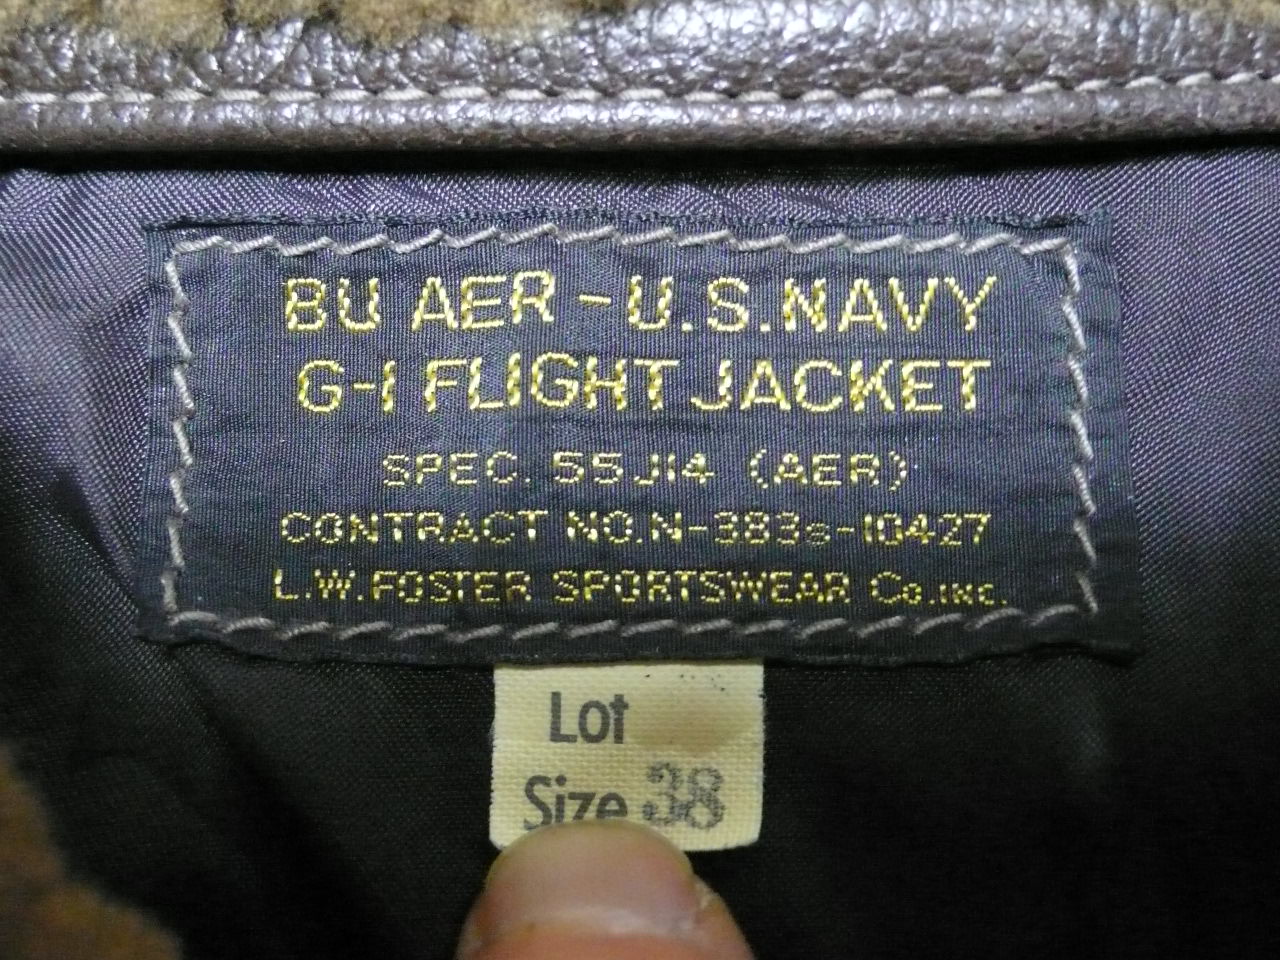 BU AER - U.S. NAVY
G-1 FLIGHT JACKET
SPEC. 55J14 (AER)
CONTRACT NO. N-383s-10427
L.W. FOSTER SPORTSWEAR Co. INC.
Lot
Size 38